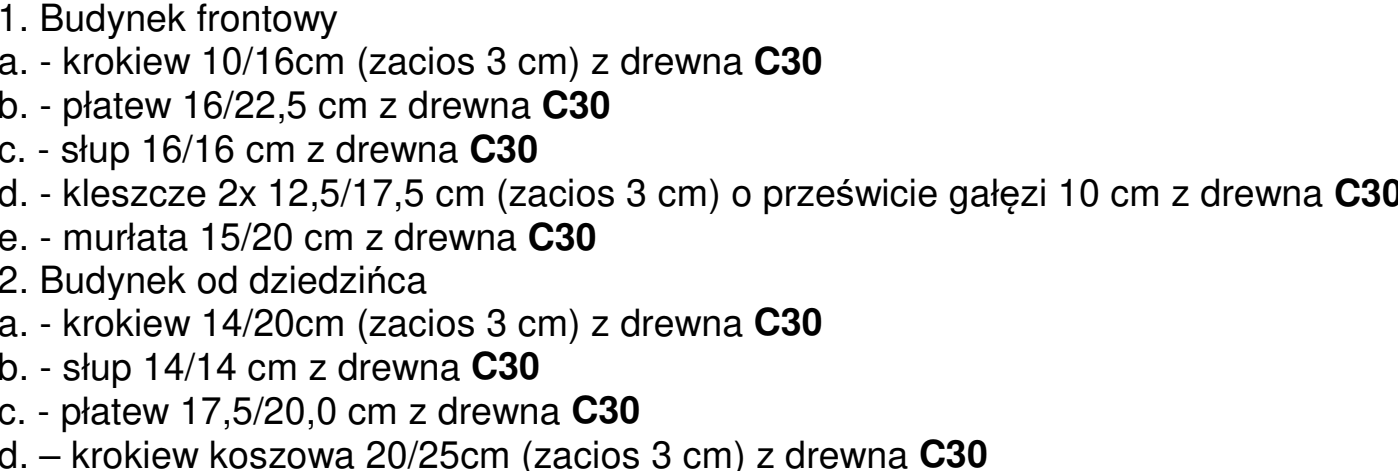 1. Budynek frontowy
a. - krokiew 10/16cm (zacios 3 cm) z drewna C30
b. - płatew 16/22,5 cm z drewna C30
c. - słup 16/16 cm z drewna C30
d. - kleszcze 2x 12,5/17,5 cm (zacios 3 cm) o prześwicie gałęzi 10 cm z drewna C30
e. - murłata 15/20 cm z drewna C30
2. Budynek od dziedzińca
a. - krokiew 14/20cm (zacios 3 cm) z drewna C30
b. - słup 14/14 cm z drewna C30
c. - płatew 17,5/20,0 cm z drewna C30
d. – krokiew koszowa 20/25cm (zacios 3 cm) z drewna C30